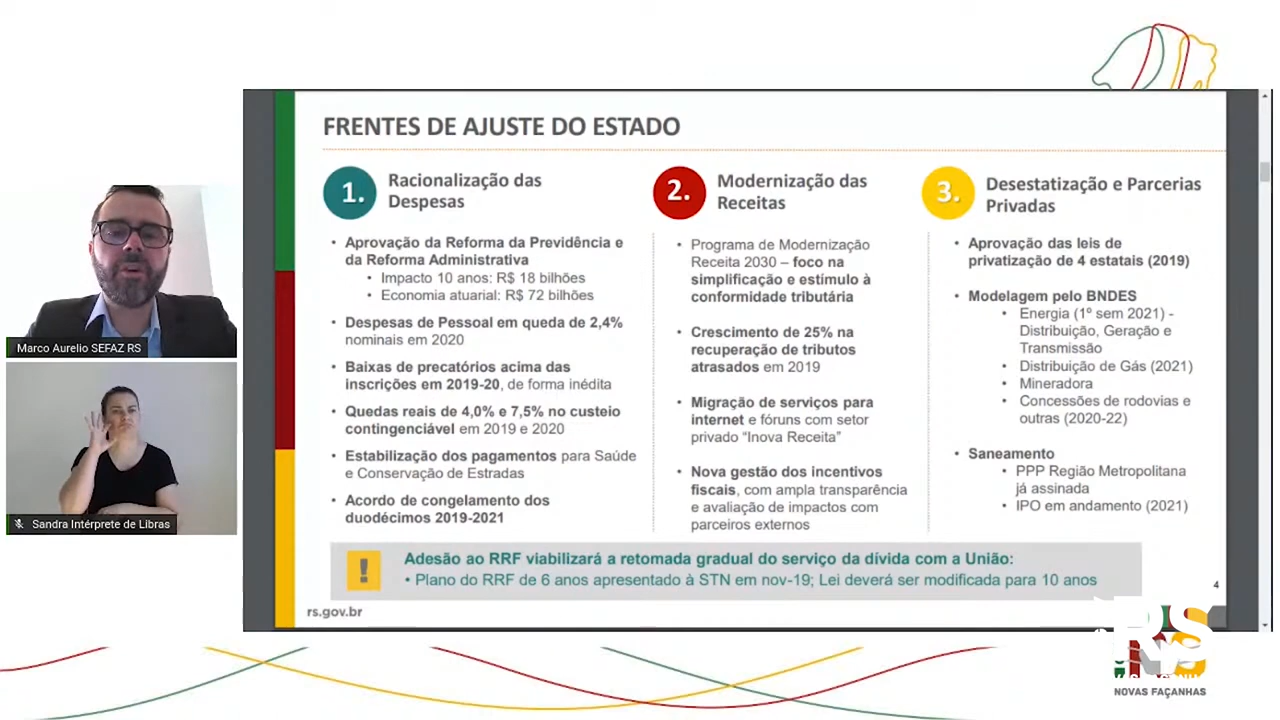 FRENTES DE AJUSTE DO ESTADO
1.
Racionalização das
Despesas
• Aprovação da Reforma da Previdência e
da Reforma Administrativa
• Impacto 10 anos: R$ 18 bilhões
• Economia atuarial: R$ 72 bilhões
• Despesas de Pessoal em queda de 2,4%
nominais em 2020
• Baixas de precatórios acima das
inscrições em 2019-20, de forma inédita
• Quedas reais de 4,0% e 7,5% no custeio
contingenciável em 2019 e 2020
• Estabilização dos pagamentos para Saúde
e Conservação de Estradas
• Acordo de congelamento dos
duodécimos 2019-2021
2.
Modernização das
Receitas
• Programa de Modernização
Receita 2030 – foco na
simplificação e estímulo à
conformidade tributária
• Crescimento de 25% na
recuperação de tributos
atrasados em 2019
• Migração de serviços para
internet e fóruns com setor
privado “Inova Receita”
• Nova gestão dos incentivos
fiscais, com ampla transparência
e avaliação de impactos com
parceiros externos
3.
Desestatização e Parcerias
Privadas
• Aprovação das leis de
privatização de 4 estatais (2019)
• Modelagem pelo BNDES
• Energia (1º sem 2021) -
Distribuição, Geração e
Transmissão
• Distribuição de Gás (2021)
• Mineradora
• Concessões de rodovias e
outras (2020-22)
• Saneamento
• PPP Região Metropolitana
já assinada
• IPO em andamento (2021)
! Adesão ao RRF viabilizará a retomada gradual do serviço da dívida com a União:
• Plano do RRF de 6 anos apresentado à STN em nov-19; Lei deverá ser modificada para 10 anos
4
rs.gov.br
Marco Aurelio SEFAZ RS
Sandra Intérprete de Libras
RS
NOVAS FAÇANHAS